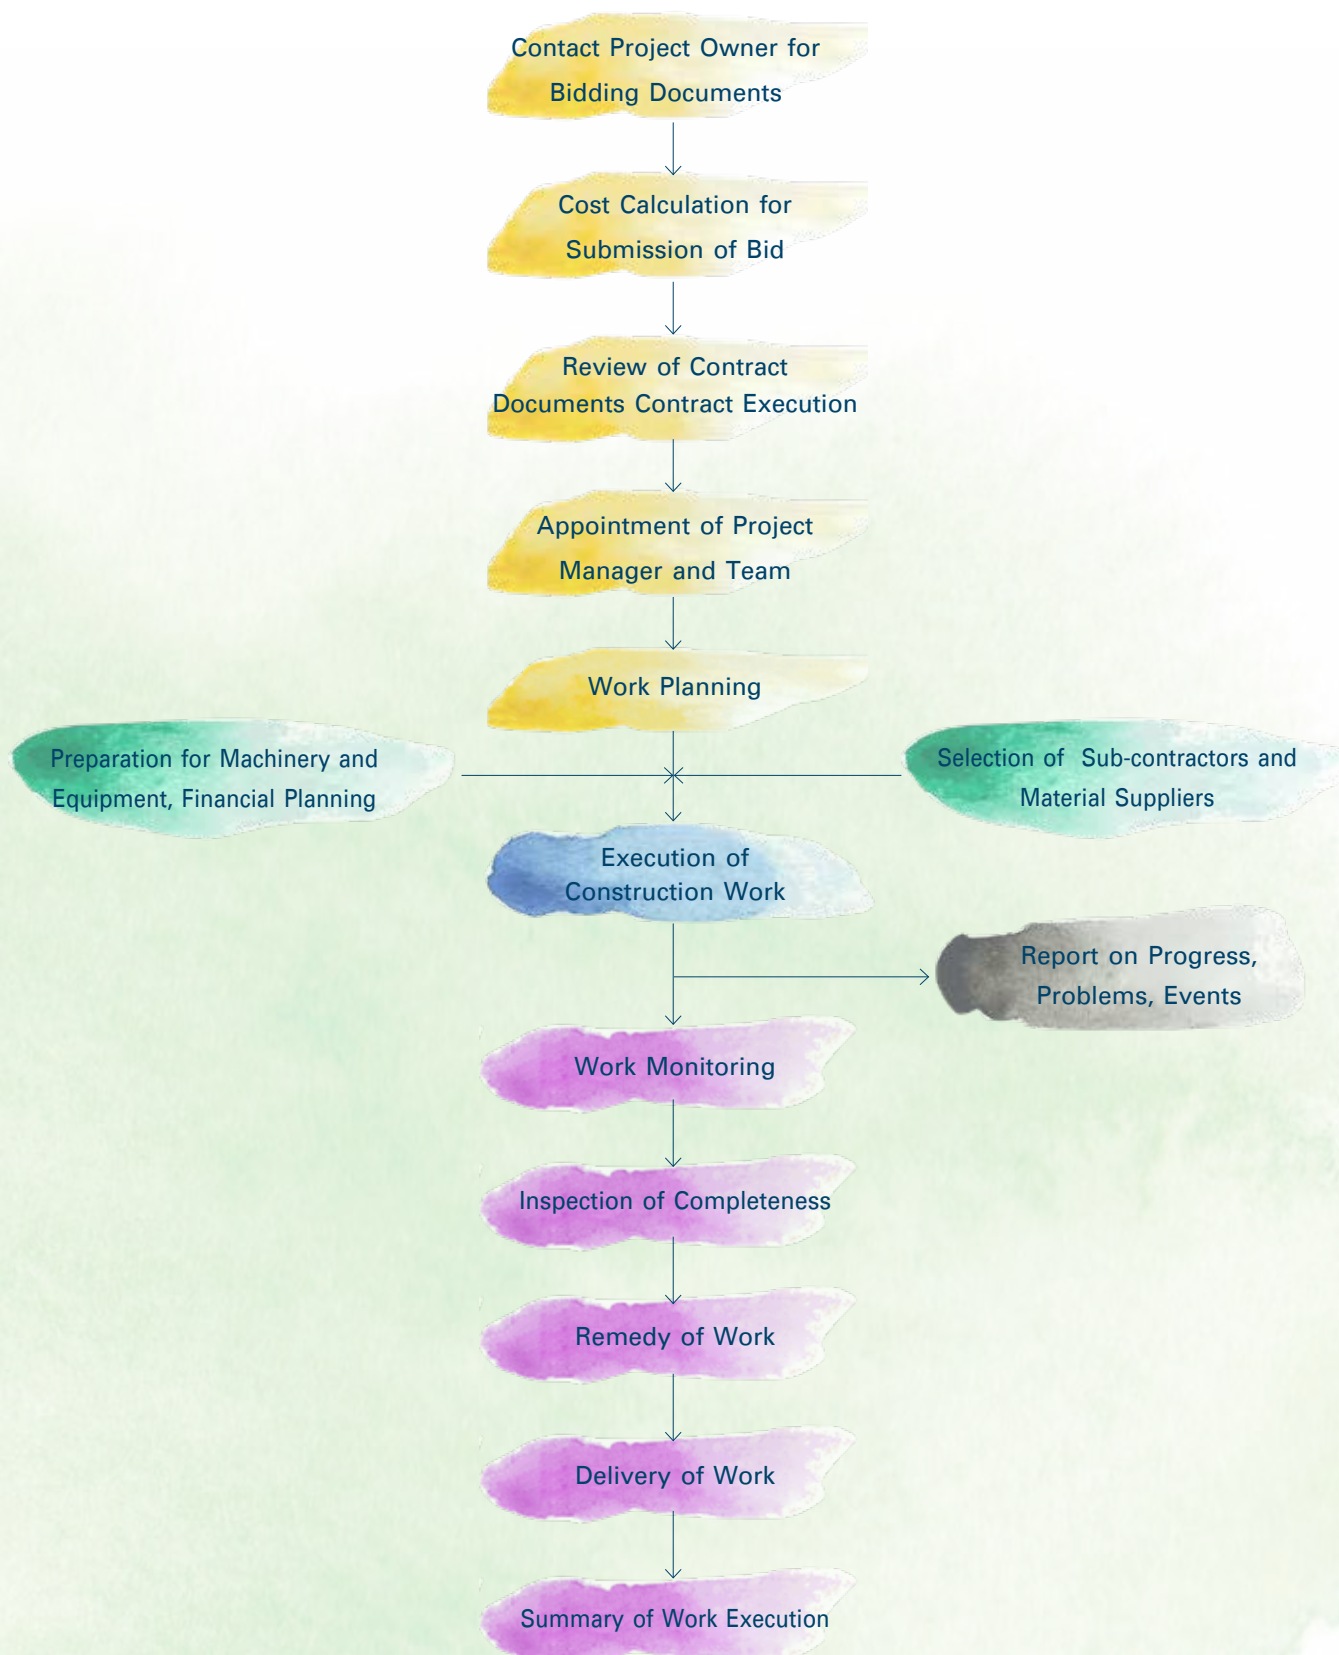 Contact Project Owner for
Bidding Documents
Cost Calculation for
Submission of Bid
Review of Contract
Documents Contract Execution
Appointment of Project
Manager and Team
Work Planning
Preparation for Machinery and
Equipment, Financial Planning
Selection of Sub-contractors and
Material Suppliers
Execution of
Construction Work
Report on Progress,
Problems, Events
Work Monitoring
Inspection of Completeness
Remedy of Work
Delivery of Work
Summary of Work Execution